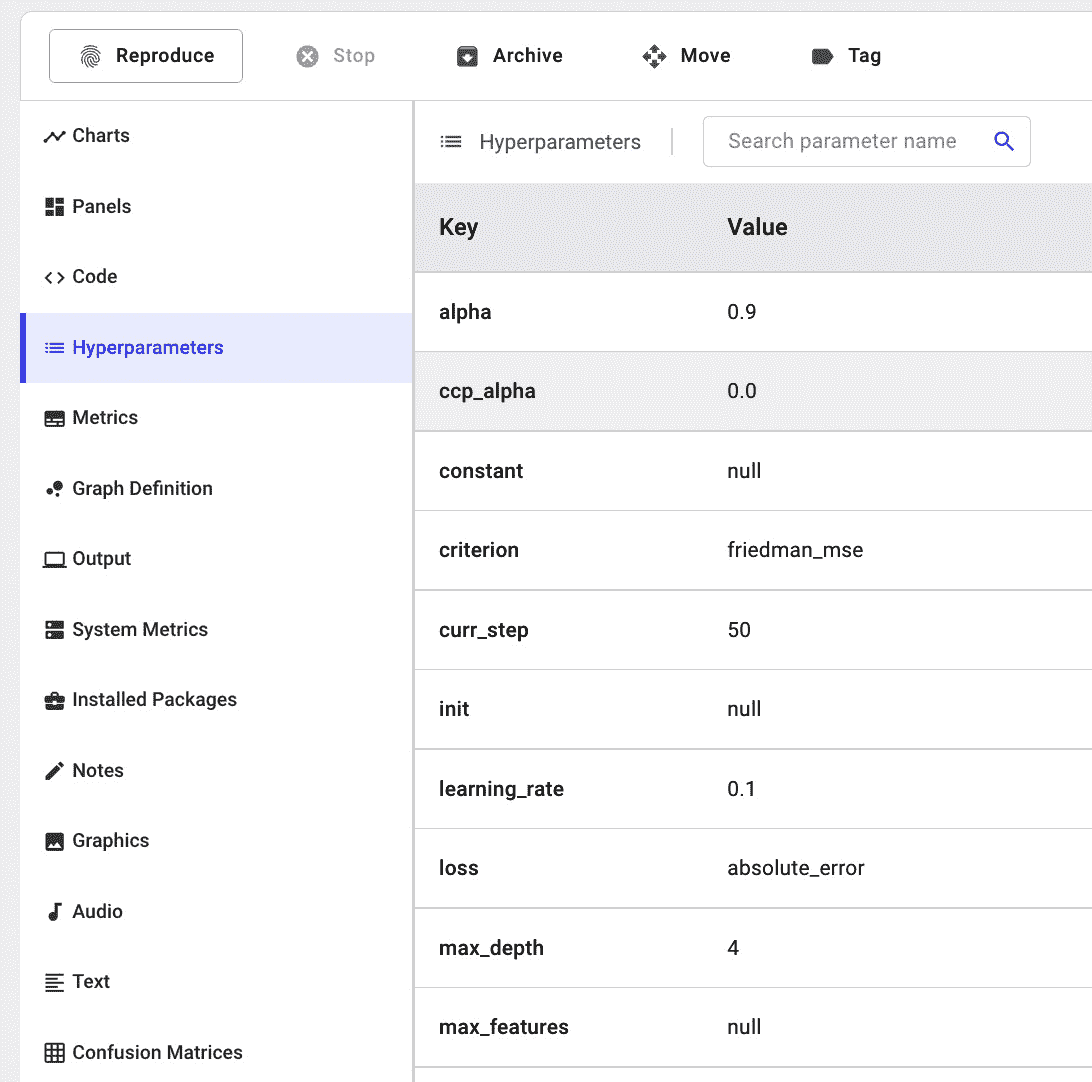 Reproduce Stop Archive Move Tag
Charts
Panels
Code
Hyperparameters
Metrics
Graph Definition
Output
System Metrics
Installed Packages
Notes
Graphics
Audio
Text
Confusion Matrices
Hyperparameters Search parameter name
Key Value
alpha 0.9
ccp_alpha 0.0
constant null
criterion friedman_mse
curr_step 50
init null
learning_rate 0.1
loss absolute_error
max_depth 4
max_features null